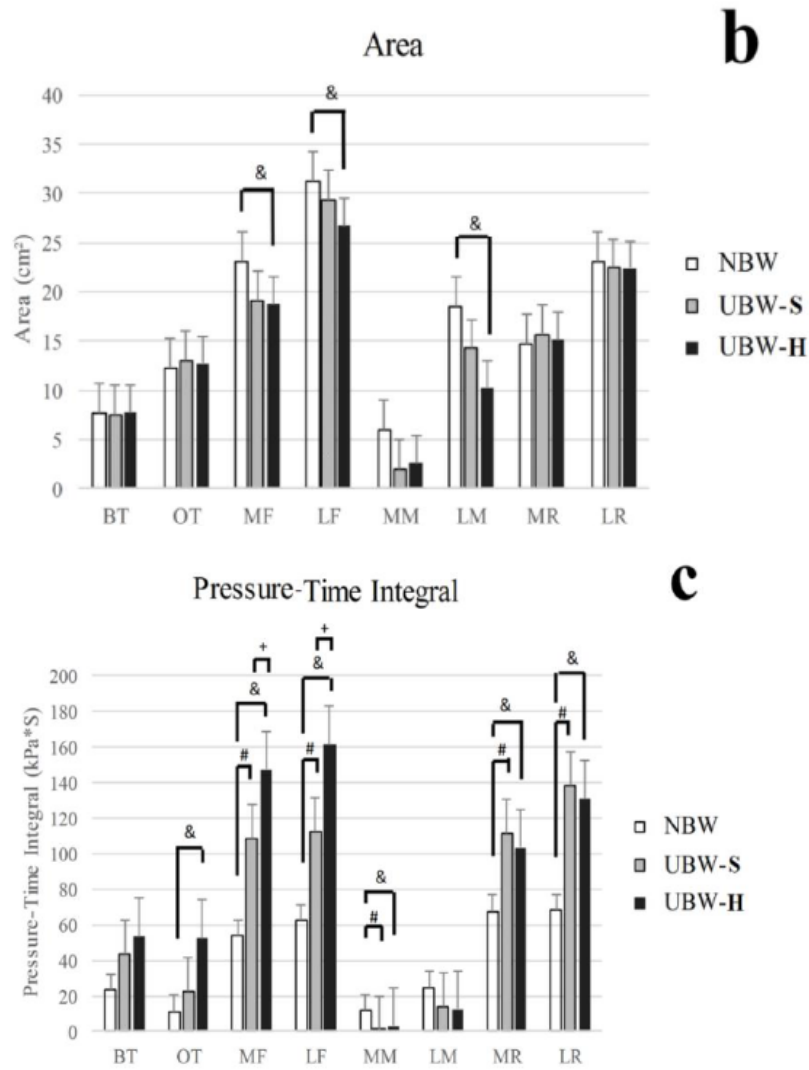 b
Area
40
35
30
25
20
15
10
5
0
Area (cm²)
&
&
&
BT OT MF LF MM LM MR LR
NBW
UBW-S
UBW-H
c
Pressure-Time Integral
200
180
160
140
120
100
80
60
40
20
0
Pressure-Time Integral (kPa*S)
+
+
&
&
&
&
&
&
#
#
#
#
#
BT OT MF LF MM LM MR LR
NBW
UBW-S
UBW-H